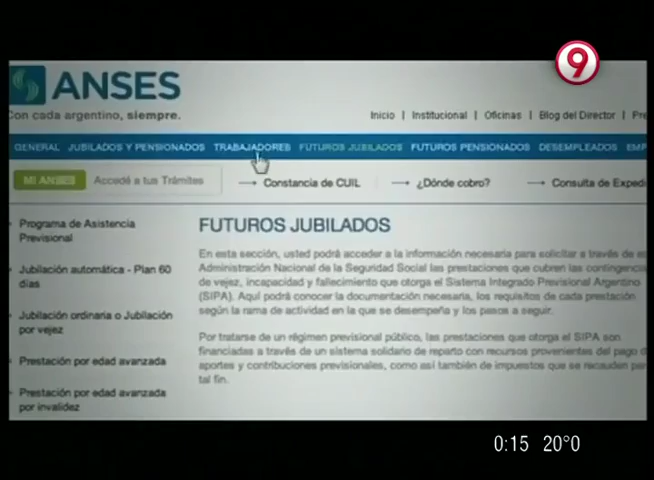 9
ANSES
Con cada argentino, siempre.
Inicio | Institucional | Oficinas | Blog del Director |
GENERAL JUBILADOS Y PENSIONADOS TRABAJADORES FUTUROS JUBILADOS FUTUROS PENSIONADOS DESEMPLEADOS EMP
MI ANSES Accedé a tus Trámites → Constancia de CUIL → ¿Dónde cobro? → Consulta de Expedi
Programa de Asistencia
Previsional
Jubilación automática - Plan 60
días
Jubilación ordinaria o Jubilación
por vejez
Prestación por edad avanzada
Prestación por edad avanzada
por invalidez
FUTUROS JUBILADOS
En esta sección, usted podrá acceder a la información necesaria para solicitar a través de es
Administración Nacional de la Seguridad Social las prestaciones que cubren las contingencia
de vejez, incapacidad y fallecimiento que otorga el Sistema Integrado Previsional Argentino
(SIPA). Aquí podrá conocer la documentación necesaria, los requisitos de cada prestación
según la rama de actividad en la que se desempeña y los pasos a seguir.
Por tratarse de un régimen previsional público, las prestaciones que otorga el SIPA son
financiadas a través de un sistema solidario de reparto con recursos provenientes del pago d
aportes y contribuciones previsionales, como así también de impuestos que se recauden par
tal fin.
0:15 20°0